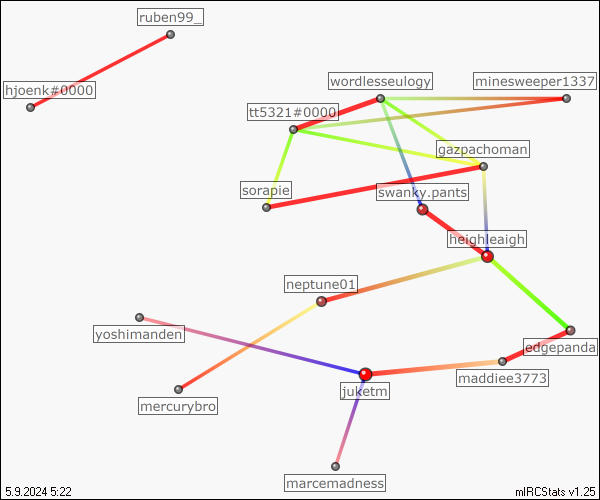 ruben99_
hjoenk#0000
wordlesseulogy
minesweeper1337
tt5321#0000
gazpachoman
sorapie
swanky.pants
heighleaigh
neptune01
yoshimanden
edgepanda
maddiee3773
juketm
mercurybro
marcemadness
5.9.2024 5:22
mIRCStats v1.25